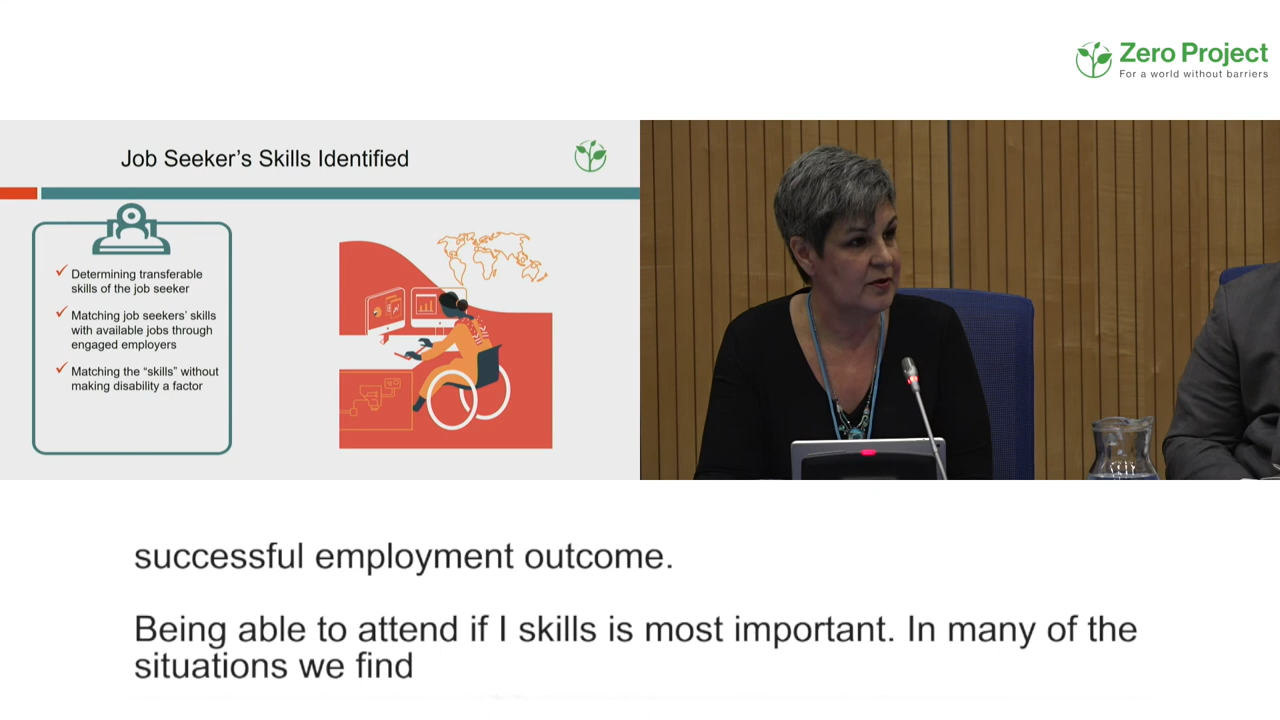 Zero Project
For a world without barriers
Job Seeker’s Skills Identified
Determining transferable
skills of the job seeker
Matching job seekers’ skills
with available jobs through
engaged employers
Matching the “skills” without
making disability a factor
successful employment outcome.
Being able to attend if I skills is most important. In many of the
situations we find